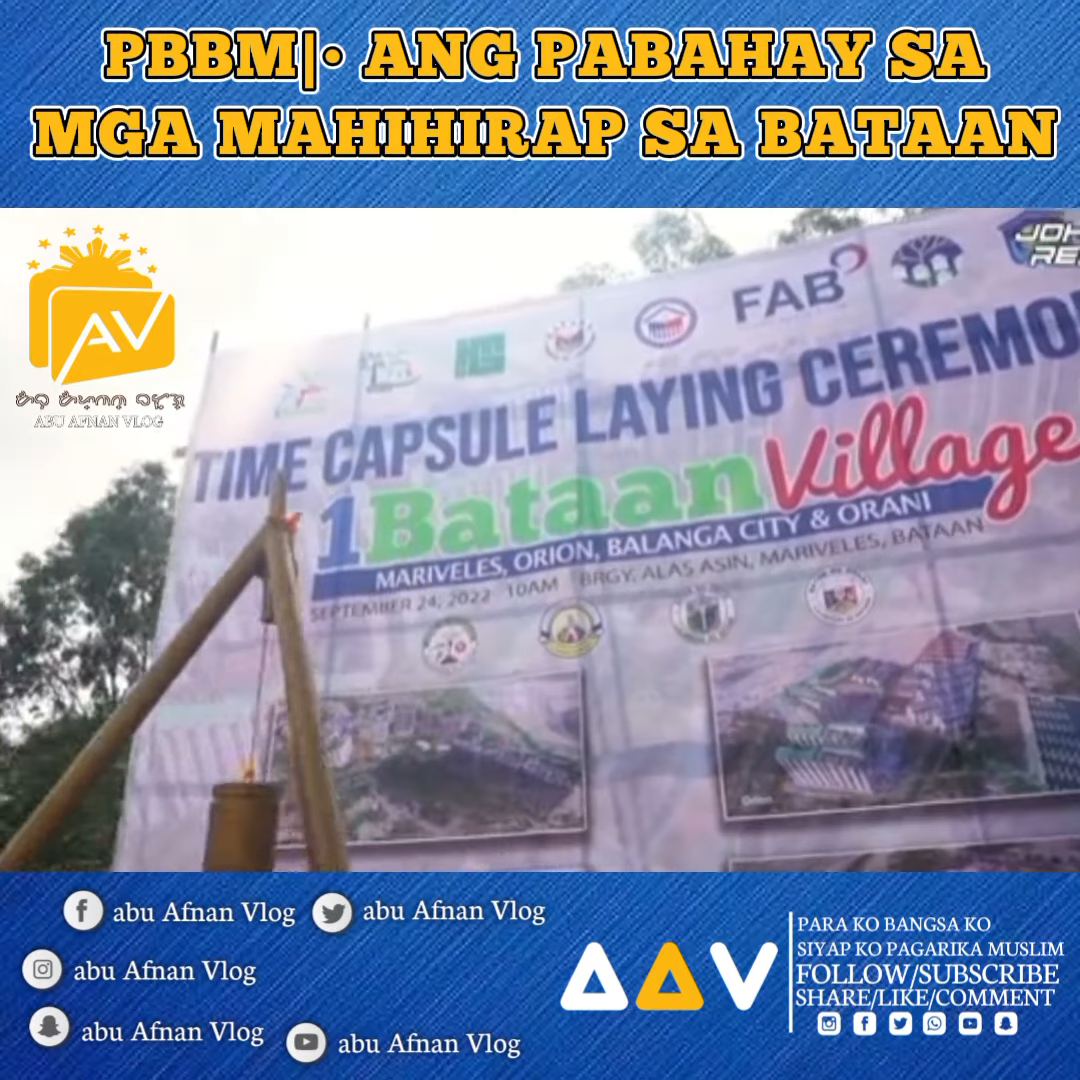 PBBM|• ANG PABAHAY SA
MGA MAHIHIRAP SA BATAAN
AV
ABU AFNAN VLOG
FAB
TIME CAPSULE LAYING CEREMO
1Bataan Village
MARIVELES, ORION, BALANGA CITY & ORANI
SEPTEMBER 24, 2022 10AM BRGY. ALAS ASIN, MARIVELES, BATAAN
abu Afnan Vlog
abu Afnan Vlog
abu Afnan Vlog
abu Afnan Vlog
abu Afnan Vlog
AAV
PARA KO BANGSA KO
SIYAP KO PAGARIKA MUSLIM
FOLLOW/SUBSCRIBE
SHARE/LIKE/COMMENT